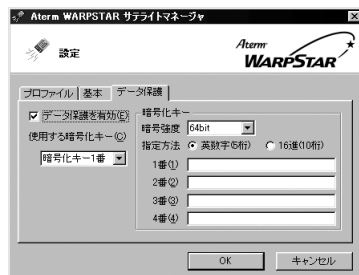 Aterm WARPSTAR サテライトマネージャ
設定
Aterm
WARPSTAR
プロファイル 基本 データ保護
データ保護を有効(E)
使用する暗号化キー(C)
暗号化キー1番
暗号化キー
暗号強度 64bit
指定方法 英数字(5桁) 16進(10桁)
1番(1)
2番(2)
3番(3)
4番(4)
OK キャンセル